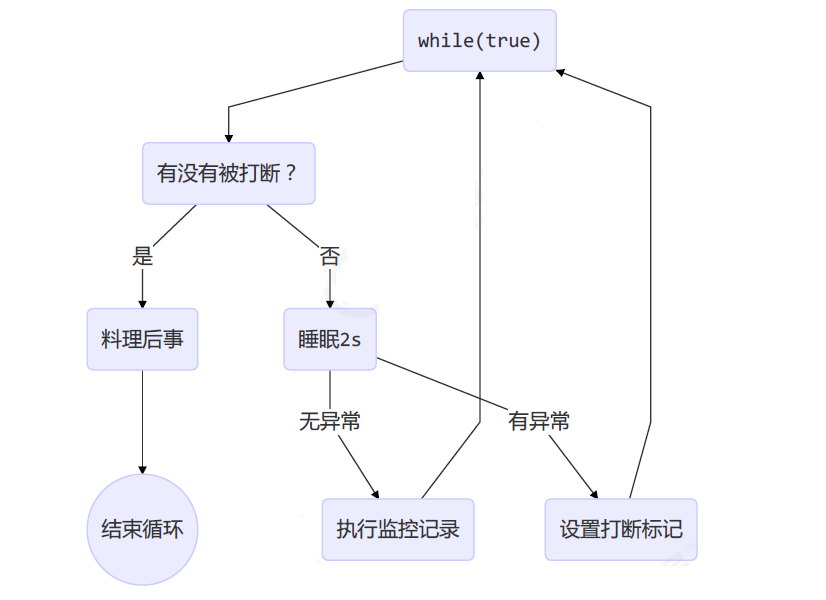 while(true)
有没有被打断？
是
否
料理后事
睡眠2s
无异常
有异常
结束循环
执行监控记录
设置打断标记